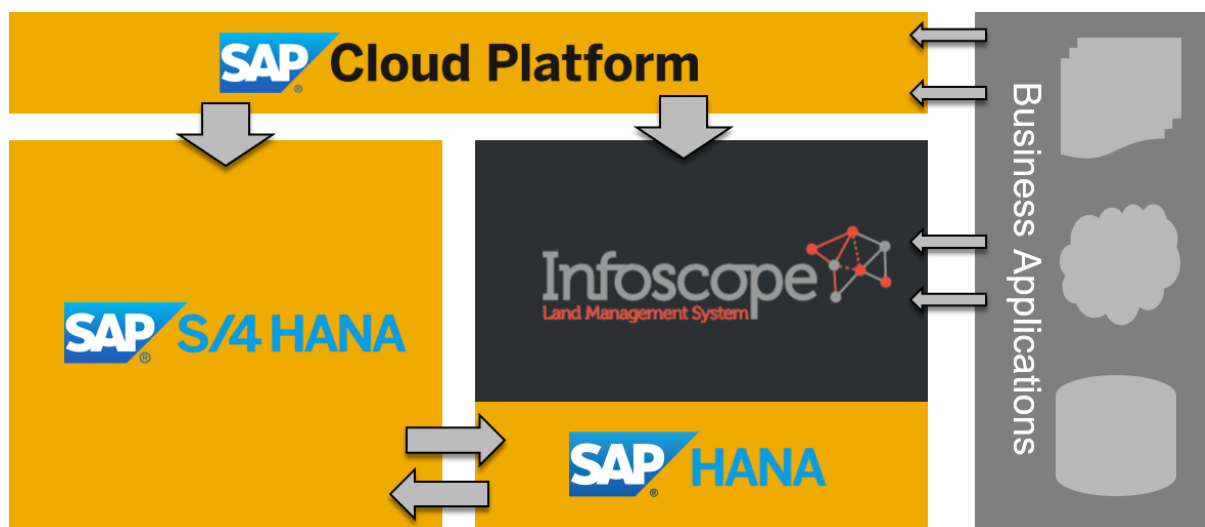 SAP® Cloud Platform
Infoscope
Land Management System
SAP® S/4 HANA
SAP® HANA
Business Applications